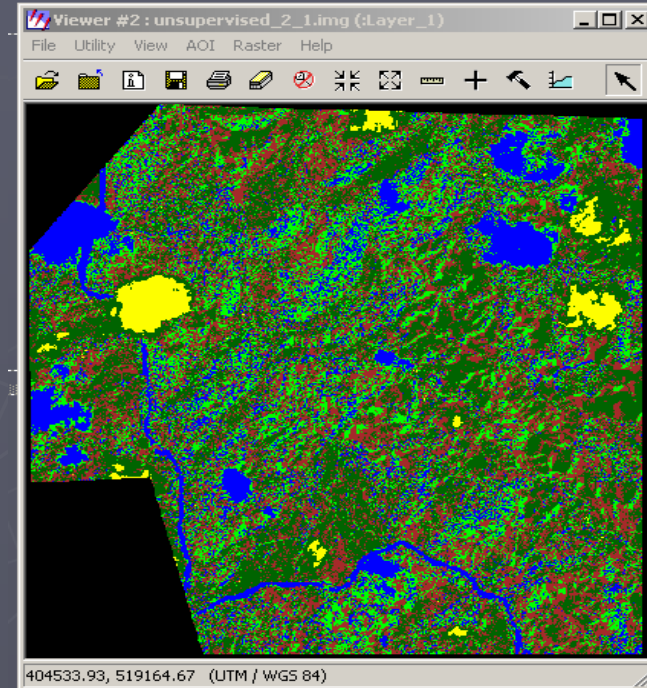 Viewer #2 : unsupervised_2_1.img (:Layer_1)
File Utility View AOI Raster Help
404533.93, 519164.67 (UTM / WGS 84)